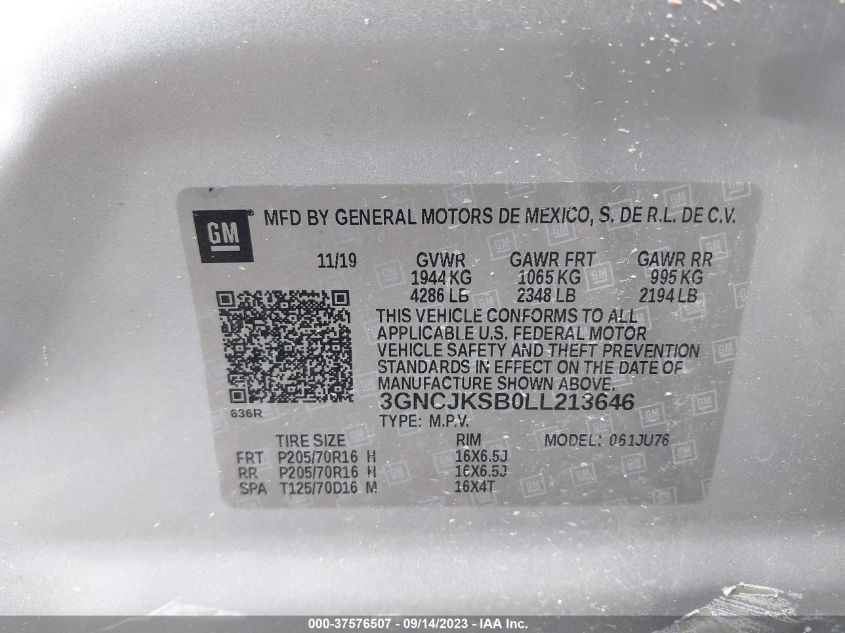 GM® MFD BY GENERAL MOTORS DE MEXICO, S. DE R.L. DE C.V.
11/19 GVWR GAWR FRT GAWR RR
1944 KG 1065 KG 995 KG
4286 LB 2348 LB 2194 LB
THIS VEHICLE CONFORMS TO ALL
APPLICABLE U.S. FEDERAL MOTOR
VEHICLE SAFETY AND THEFT PREVENTION
STANDARDS IN EFFECT ON THE DATE OF
MANUFACTURE SHOWN ABOVE.
3GNCJKSB0LL213646
636R TYPE: M.P.V.
TIRE SIZE RIM MODEL: 061JU76
FRT P205/70R16 H 16X6.5J
RR P205/70R16 H 16X6.5J
SPA T125/70D16 M 16X4T
000-37576507 - 09/14/2023 - IAA Inc.